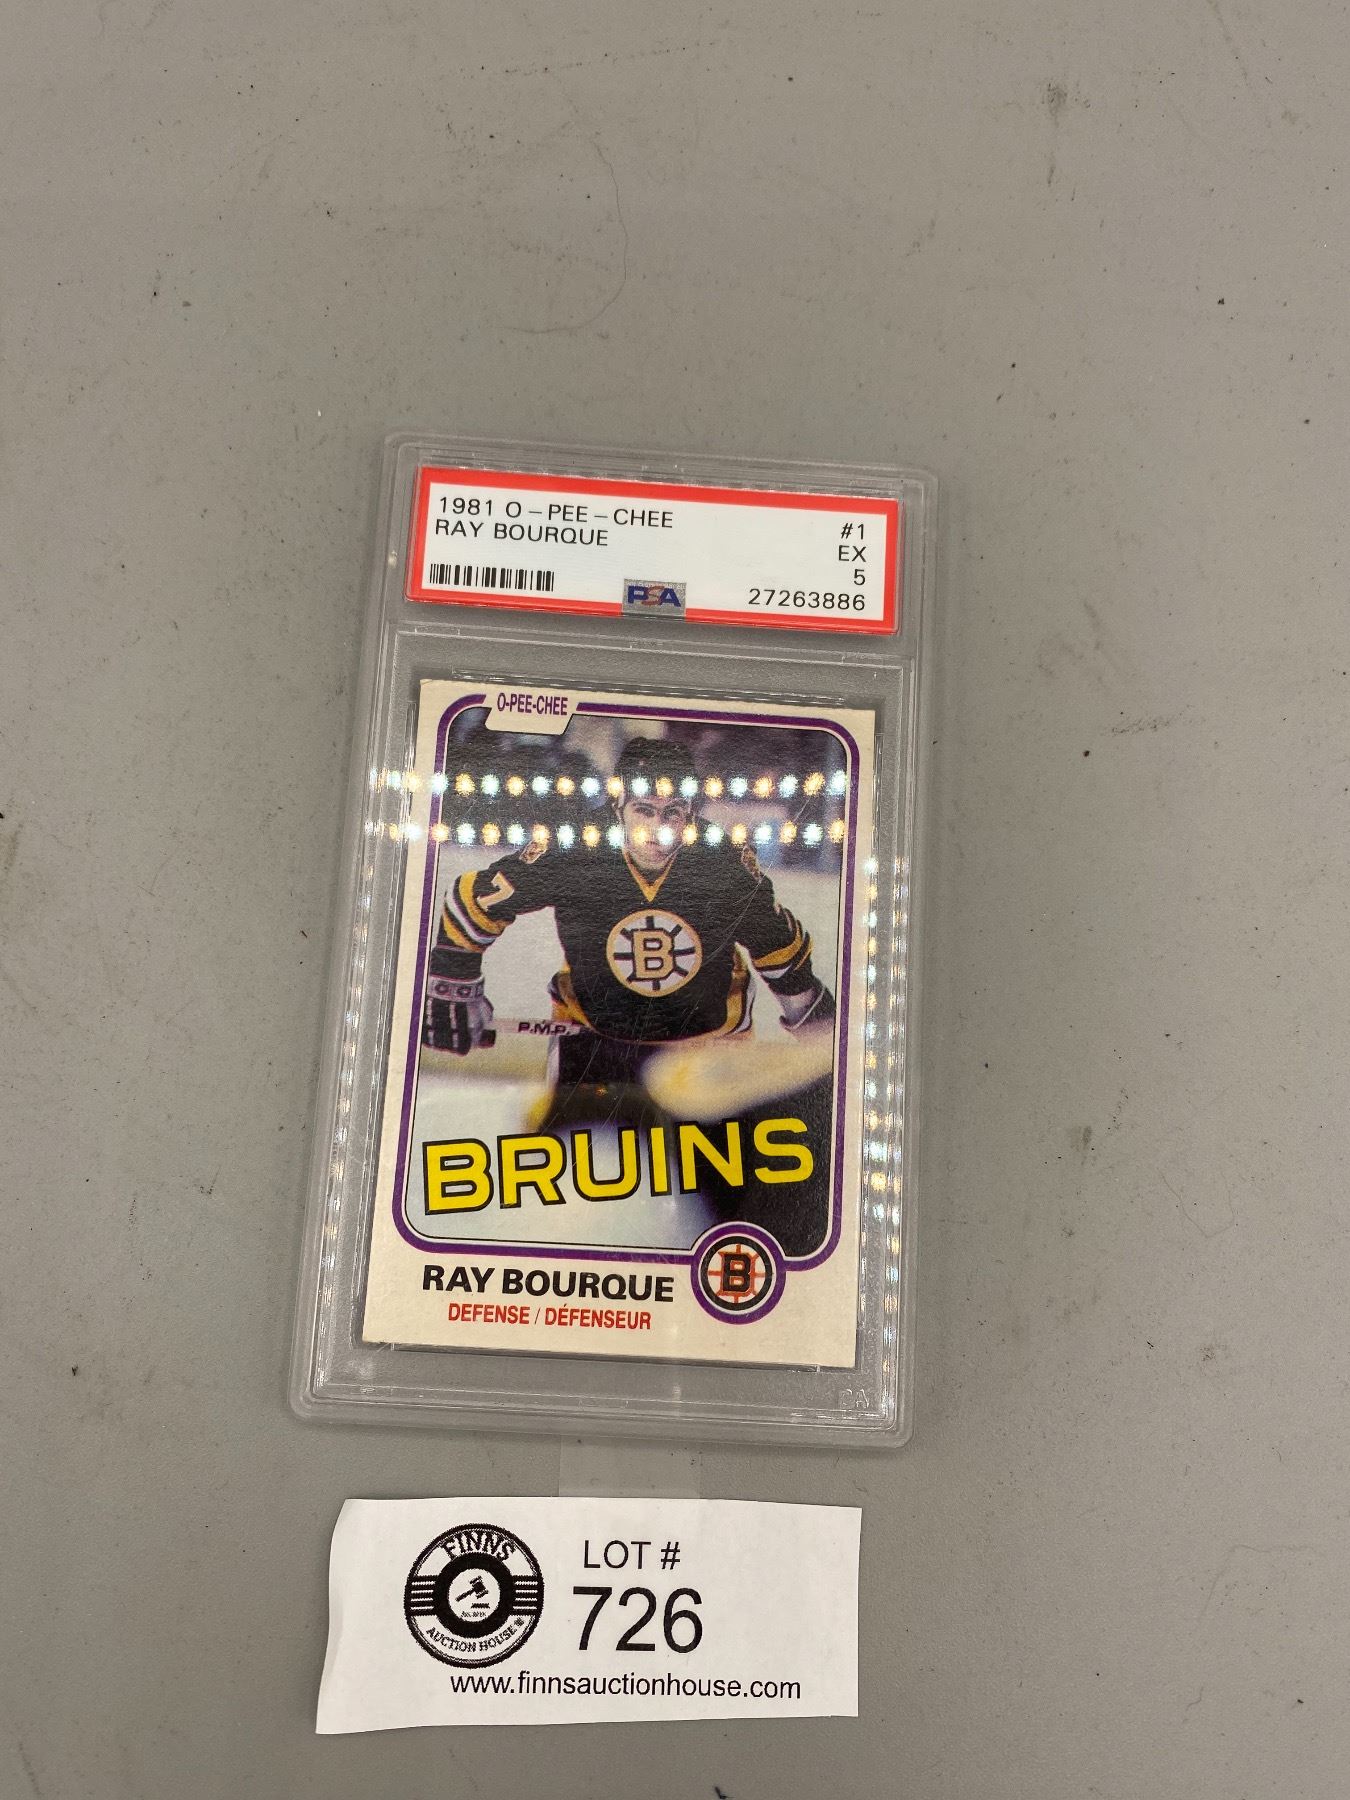 1981 O-PEE-CHEE #1
RAY BOURQUE EX
5
PSA 27263886
O-PEE-CHEE
7
B
P.M.P.
BRUINS
B
RAY BOURQUE
DEFENSE / DÉFENSEUR
FINNS
AUCTION HOUSE
LOT #
726
www.finnsauctionhouse.com